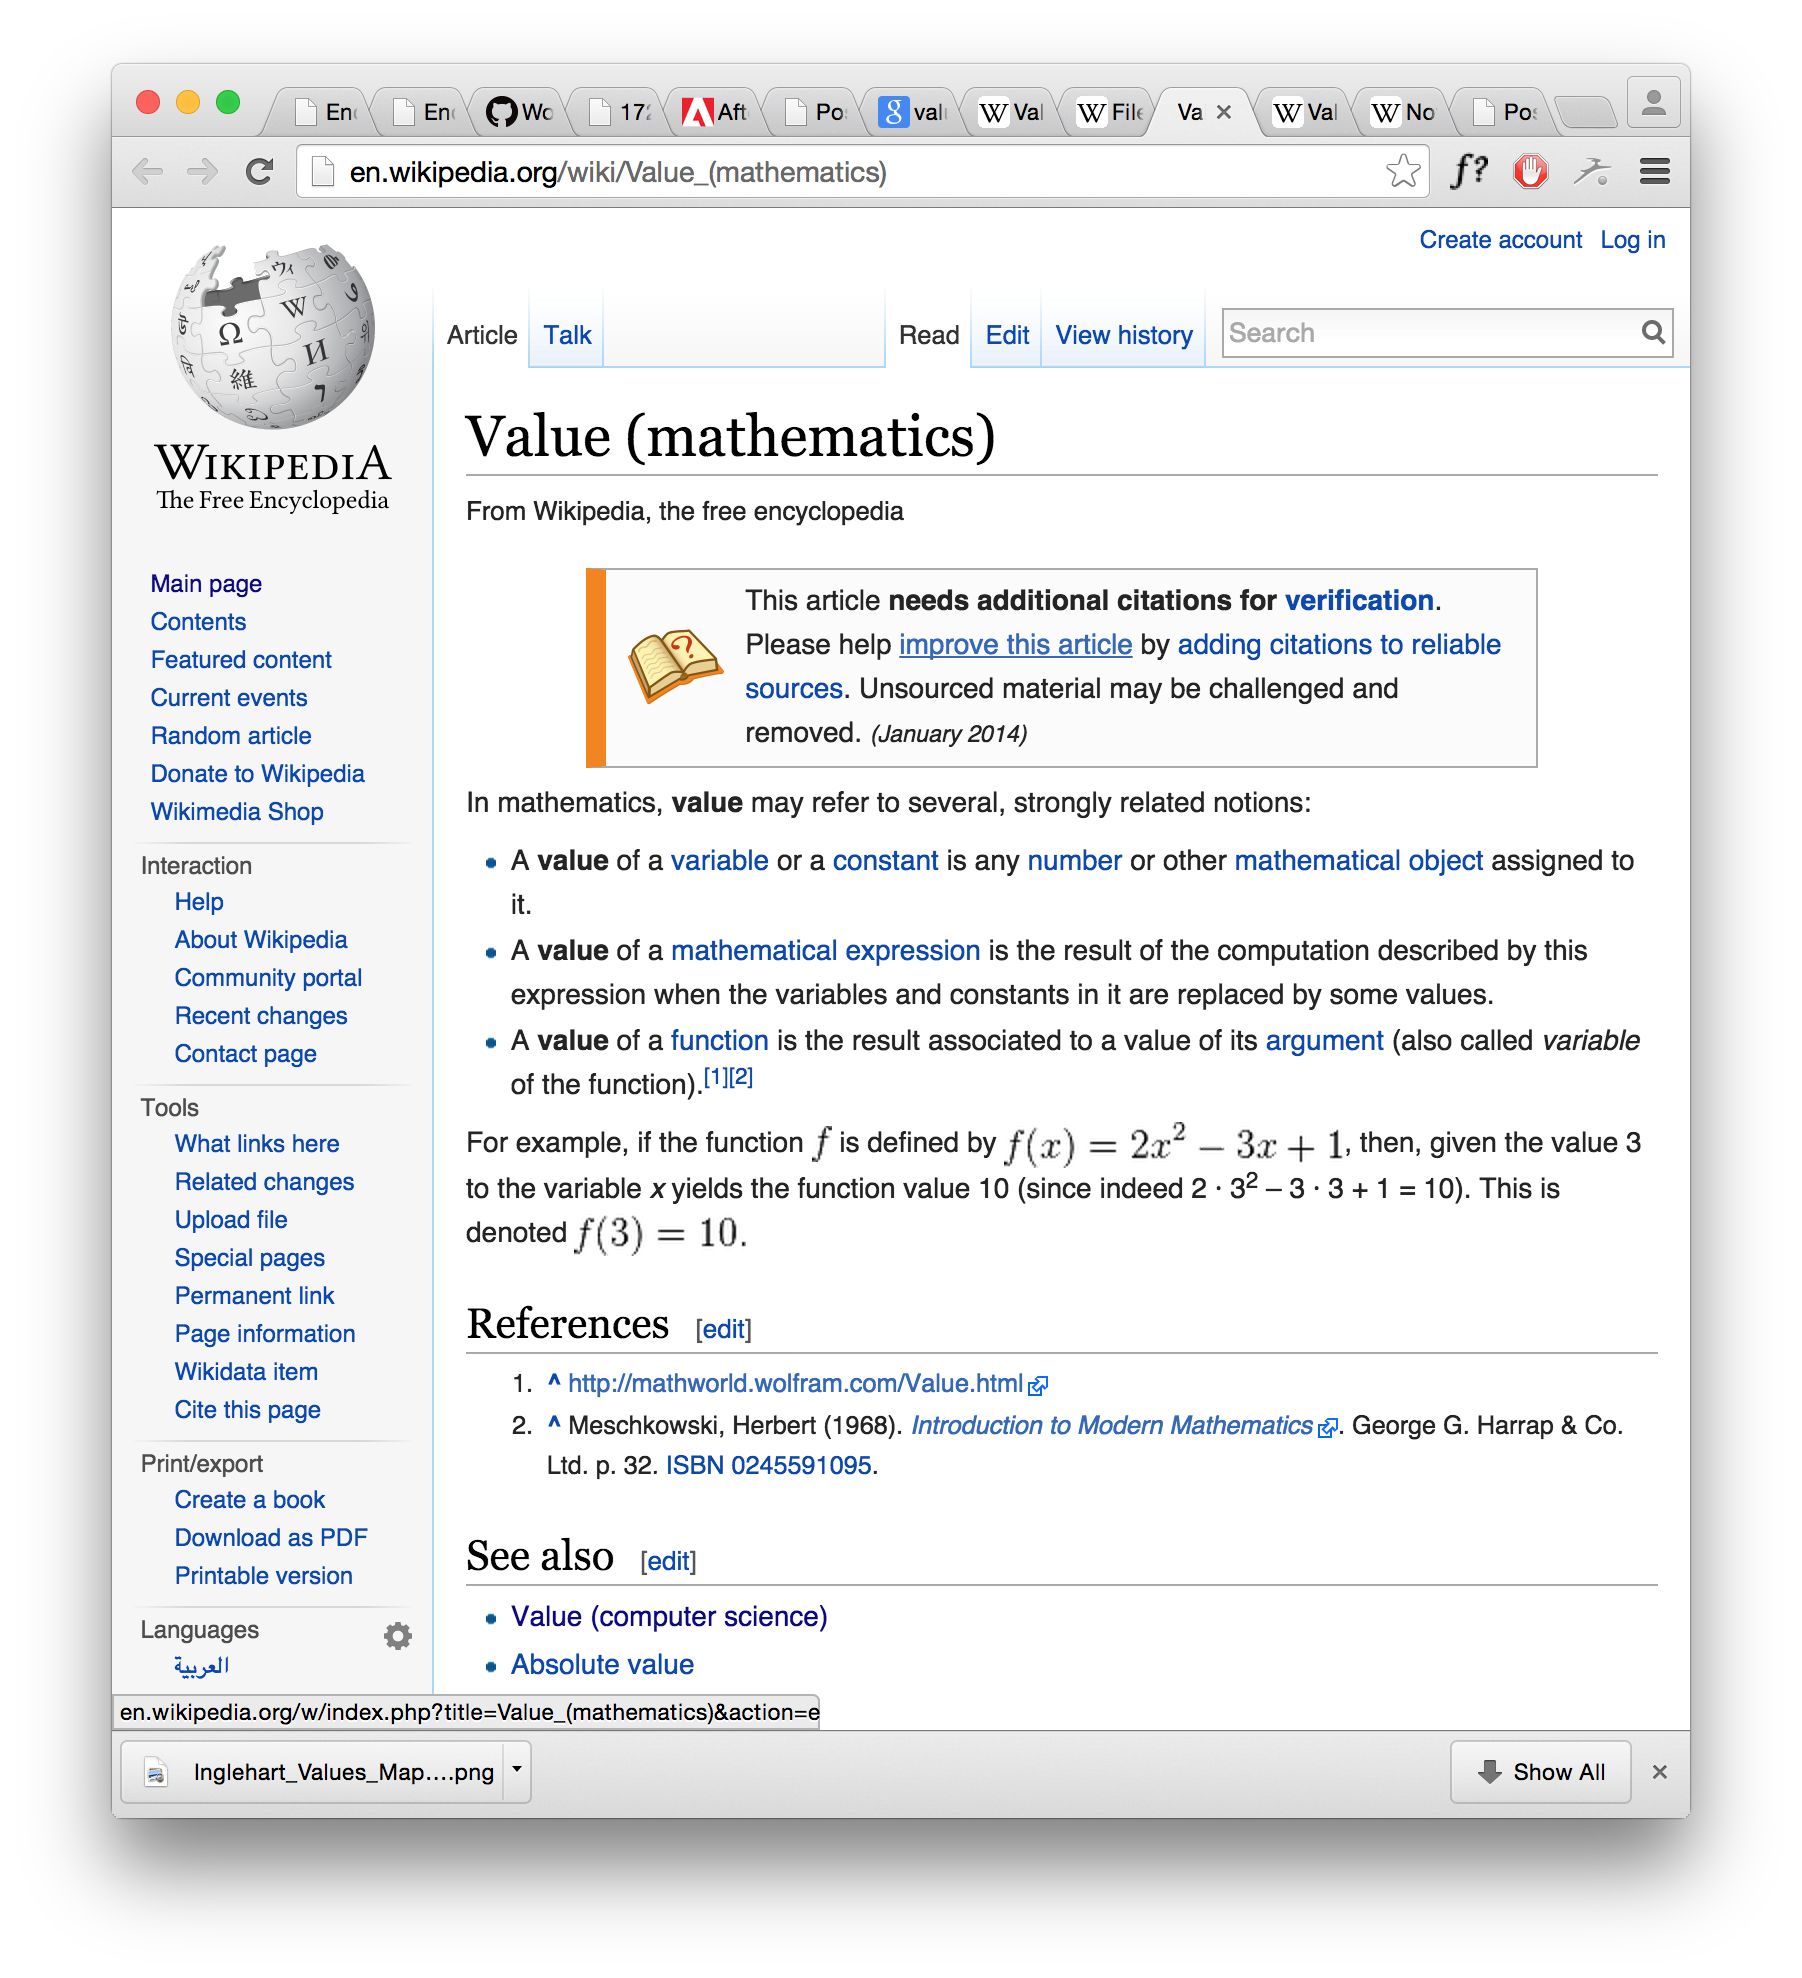 Wo
17
Aft
Po
val
Val
File
Va
Val
No
Pos
en.wikipedia.org/wiki/Value_(mathematics)
f?
Create account Log in
Article Talk Read Edit View history Search
WIKIPEDIA
The Free Encyclopedia
Main page
Contents
Featured content
Current events
Random article
Donate to Wikipedia
Wikimedia Shop
Interaction
Help
About Wikipedia
Community portal
Recent changes
Contact page
Tools
What links here
Related changes
Upload file
Special pages
Permanent link
Page information
Wikidata item
Cite this page
Print/export
Create a book
Download as PDF
Printable version
Languages
العربية
Value (mathematics)
From Wikipedia, the free encyclopedia
This article needs additional citations for verification.
Please help improve this article by adding citations to reliable
sources. Unsourced material may be challenged and
removed. (January 2014)
In mathematics, value may refer to several, strongly related notions:
• A value of a variable or a constant is any number or other mathematical object assigned to
it.
• A value of a mathematical expression is the result of the computation described by this
expression when the variables and constants in it are replaced by some values.
• A value of a function is the result associated to a value of its argument (also called variable
of the function).[1][2]
For example, if the function f is defined by f(x) = 2x² − 3x + 1, then, given the value 3
to the variable x yields the function value 10 (since indeed 2 · 3² – 3 · 3 + 1 = 10). This is
denoted f(3) = 10.
References [edit]
1. ^ http://mathworld.wolfram.com/Value.html
2. ^ Meschkowski, Herbert (1968). Introduction to Modern Mathematics. George G. Harrap & Co.
Ltd. p. 32. ISBN 0245591095.
See also [edit]
• Value (computer science)
• Absolute value
en.wikipedia.org/w/index.php?title=Value_(mathematics)&action=e
Inglehart_Values_Map....png
Show All